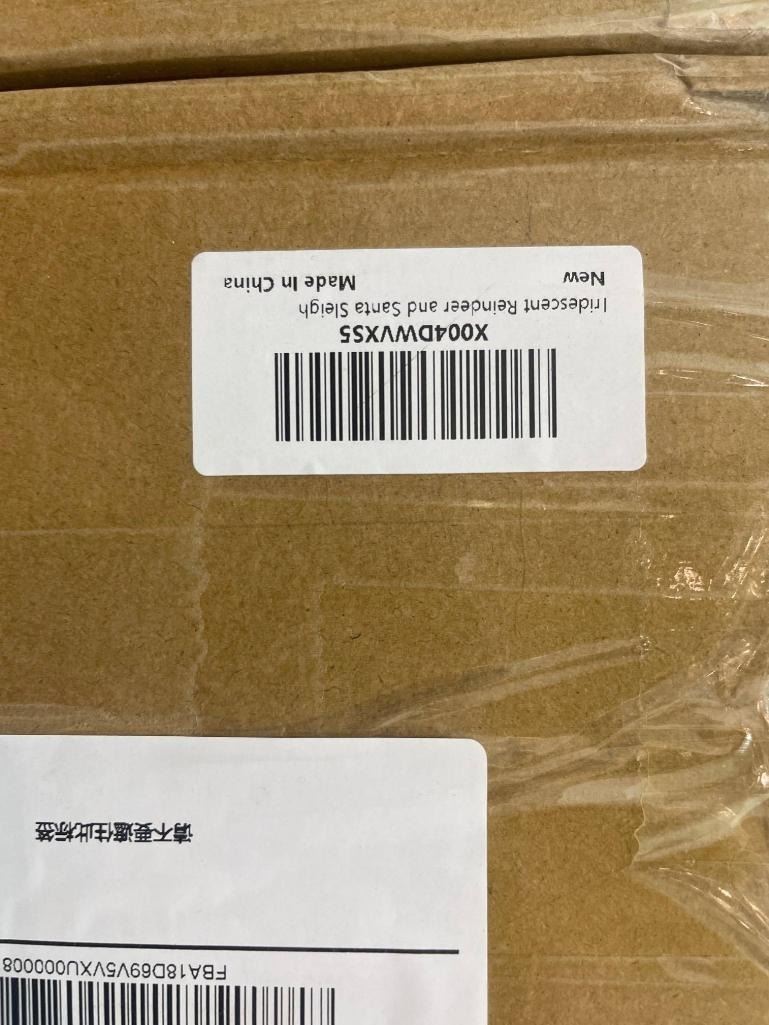 FBA18D69V5VXU000008
请不要遮住此标签
X004DWVXS5
Iridescent Reindeer and Santa Sleigh
New Made In China